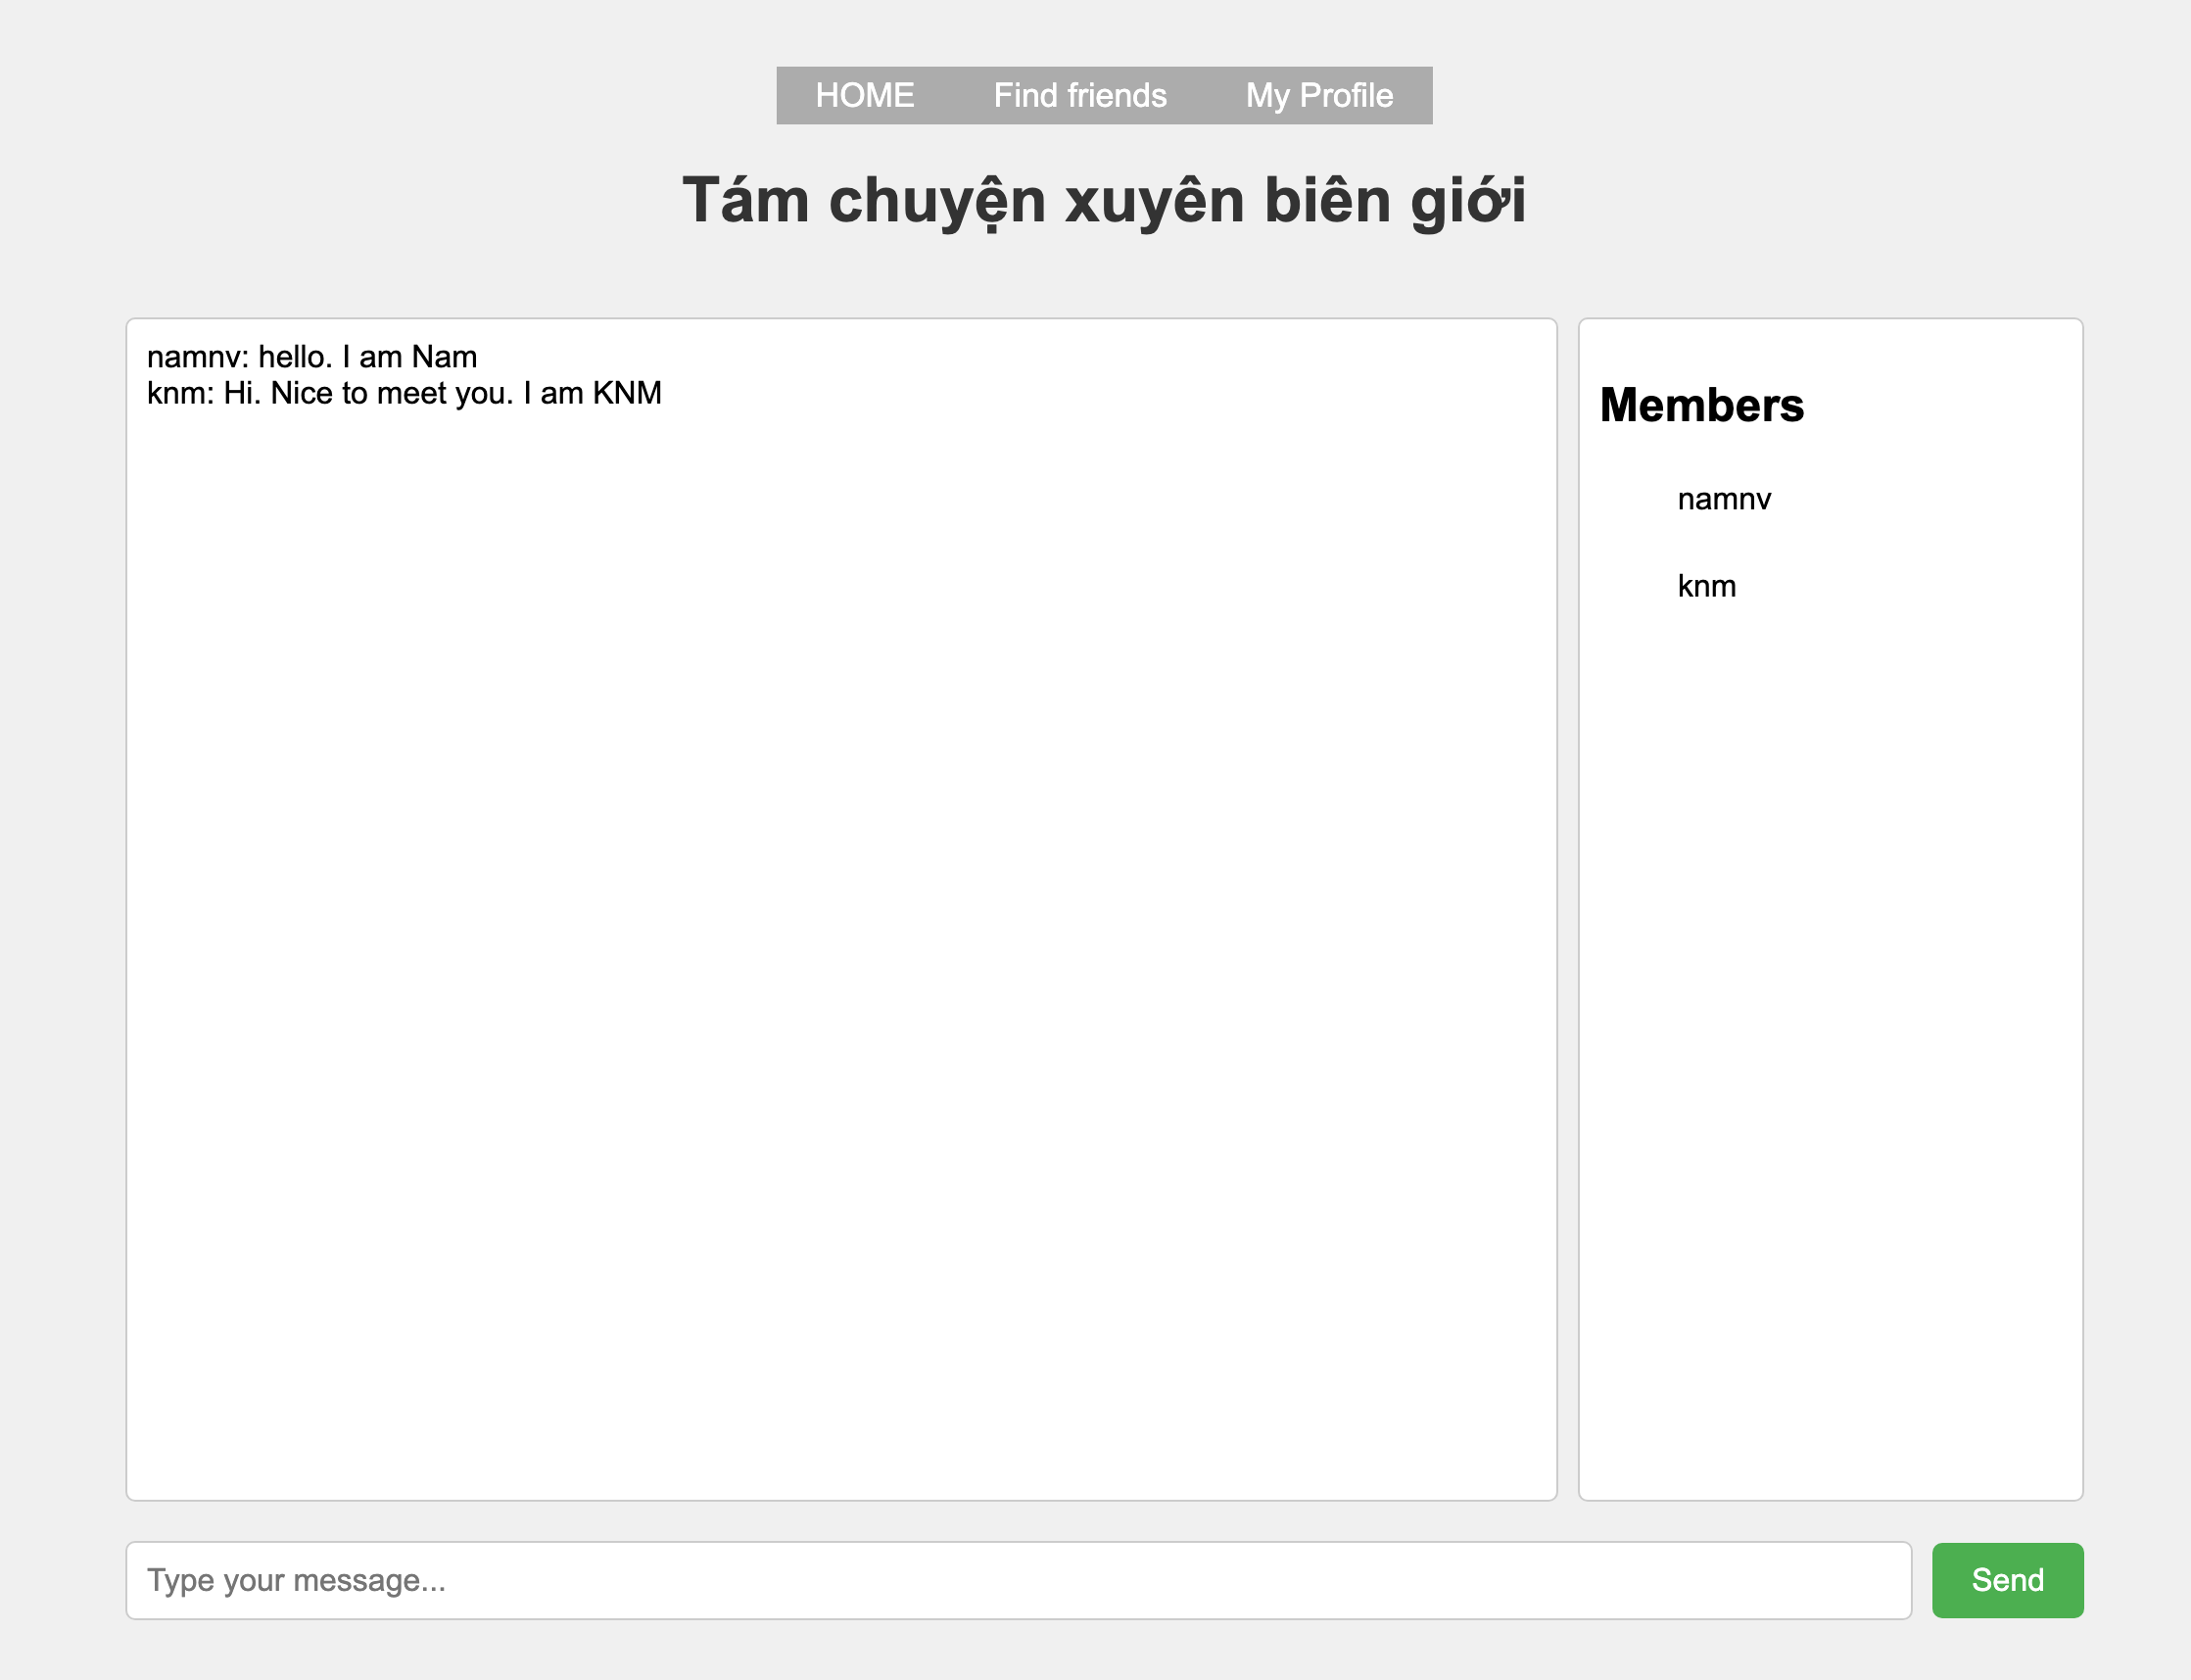 HOME Find friends My Profile
Tám chuyện xuyên biên giới
namnv: hello. I am Nam
knm: Hi. Nice to meet you. I am KNM
Members
namnv
knm
Type your message...
Send